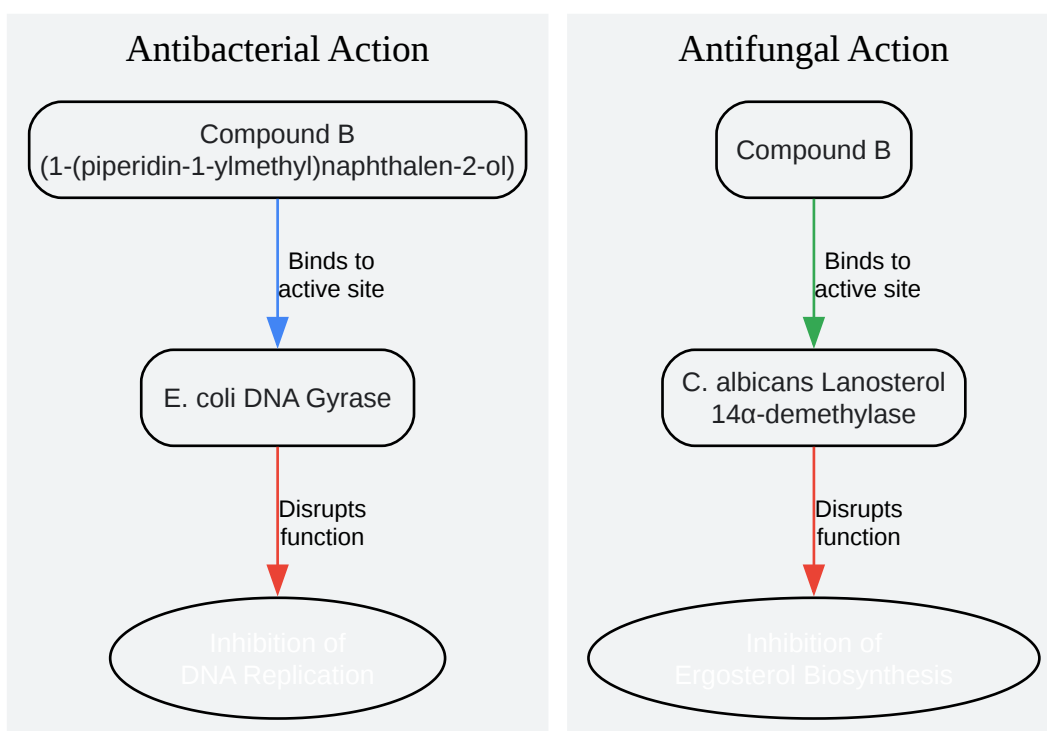 Antibacterial Action
Compound B
(1-(piperidin-1-ylmethyl)naphthalen-2-ol)
Binds to
active site
E. coli DNA Gyrase
Disrupts
function
Inhibition of
DNA Replication
Antifungal Action
Compound B
Binds to
active site
C. albicans Lanosterol
14α-demethylase
Disrupts
function
Inhibition of
Ergosterol Biosynthesis